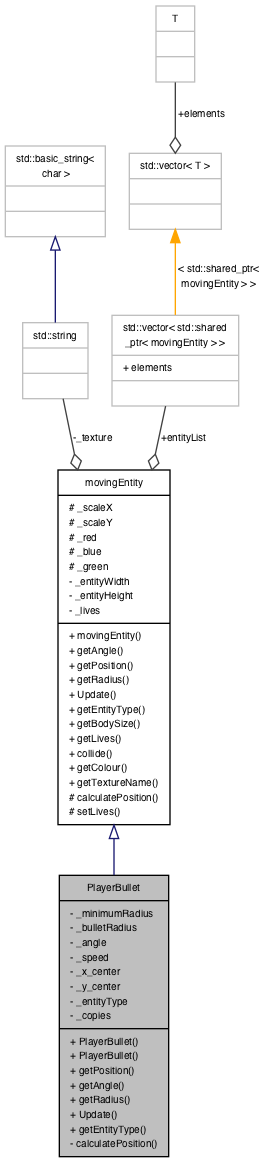 T
+elements
std::basic_string<
char >
std::vector< T >
< std::shared_ptr<
movingEntity > >
std::string
std::vector< std::shared
_ptr< movingEntity > >
+ elements
-_texture
+entityList
movingEntity
# _scaleX
# _scaleY
# _red
# _blue
# _green
- _entityWidth
- _entityHeight
- _lives
+ movingEntity()
+ getAngle()
+ getPosition()
+ getRadius()
+ Update()
+ getEntityType()
+ getBodySize()
+ getLives()
+ collide()
+ getColour()
+ getTextureName()
# calculatePosition()
# setLives()
PlayerBullet
- _minimumRadius
- _bulletRadius
- _angle
- _speed
- _x_center
- _y_center
- _entityType
- _copies
+ PlayerBullet()
+ PlayerBullet()
+ getPosition()
+ getAngle()
+ getRadius()
+ Update()
+ getEntityType()
- calculatePosition()